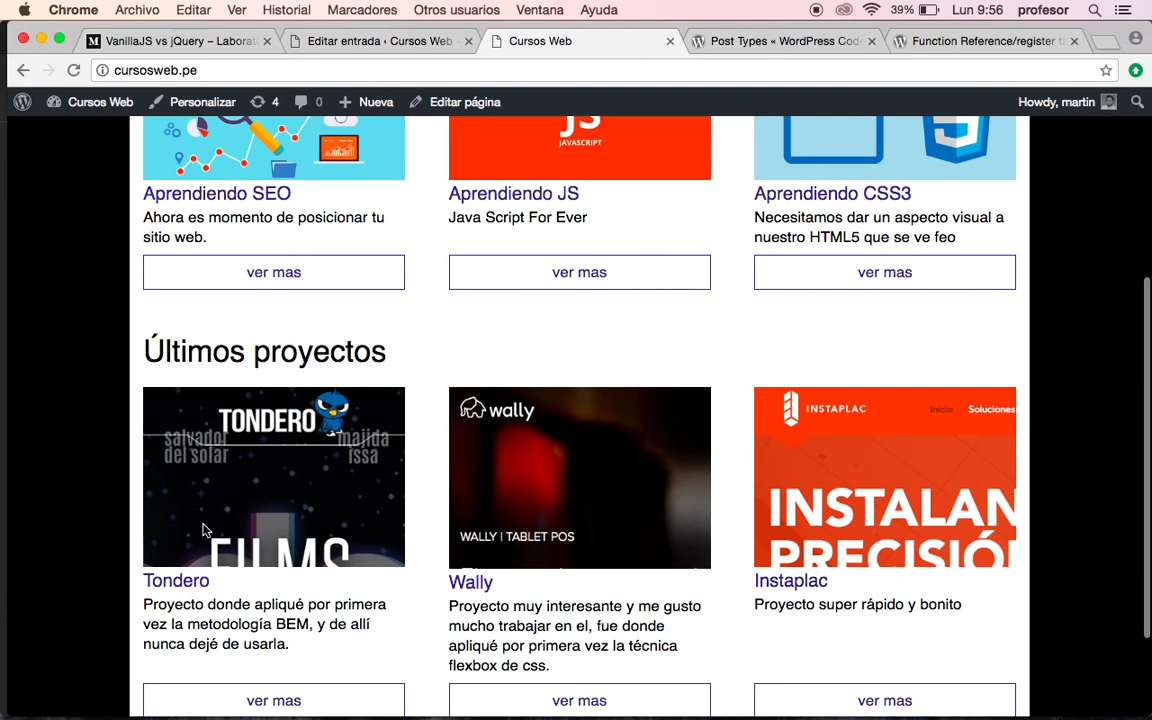 Chrome Archivo Editar Ver Historial Marcadores Otros usuarios Ventana Ayuda 39% Lun 9:56 profesor
VanillaJS vs jQuery – Laborat Editar entrada ‹ Cursos Web Cursos Web Post Types « WordPress Code Function Reference/register ta
cursosweb.pe
Cursos Web Personalizar 4 0 Nueva Editar página Howdy, martin
JS
JAVASCRIPT
Aprendiendo SEO Aprendiendo JS Aprendiendo CSS3
Ahora es momento de posicionar tu Java Script For Ever Necesitamos dar un aspecto visual a
sitio web. nuestro HTML5 que se ve feo
ver mas ver mas ver mas
Últimos proyectos
TONDERO wally INSTAPLAC Inicio Soluciones
salvador majida
del solar issa
INSTALAN
WALLY | TABLET POS
FILMS PRECISIÓ
Tondero Wally Instaplac
Proyecto donde apliqué por primera Proyecto muy interesante y me gusto Proyecto super rápido y bonito
vez la metodología BEM, y de allí mucho trabajar en el, fue donde
nunca dejé de usarla. apliqué por primera vez la técnica
flexbox de css.
ver mas ver mas ver mas